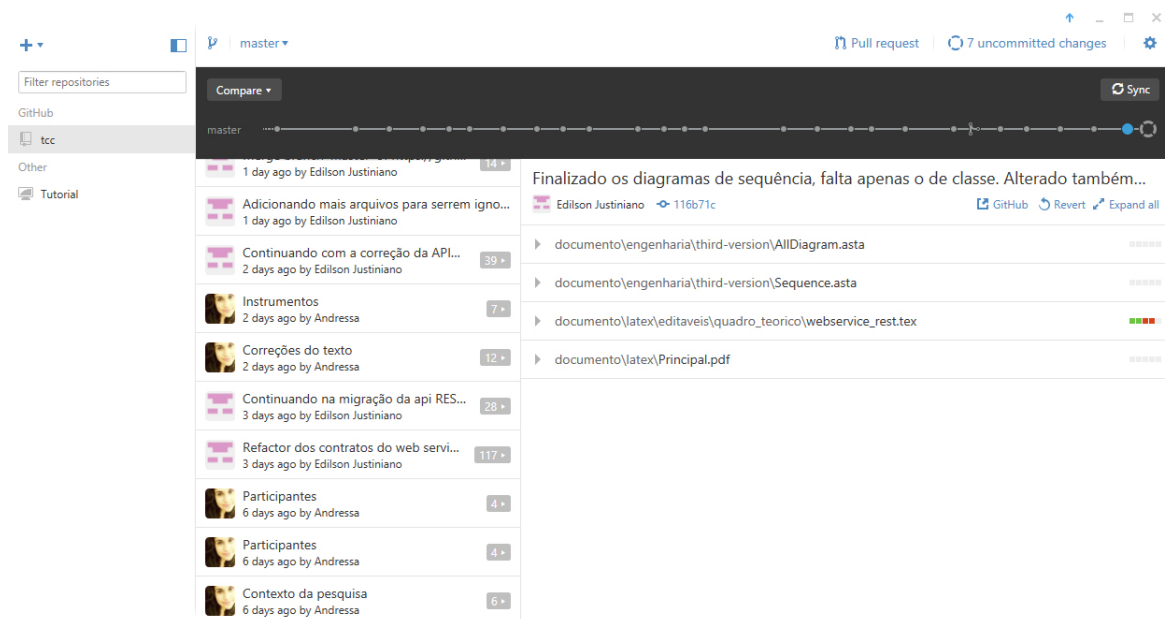 master
Pull request
7 uncommitted changes
Filter repositories
GitHub
tcc
Other
Tutorial
Compare
Sync
master
14
1 day ago by Edilson Justiniano
Adicionando mais arquivos para serrem igno...
1 day ago by Edilson Justiniano
Continuando com a correção da API...
2 days ago by Edilson Justiniano
39
Instrumentos
2 days ago by Andressa
7
Correções do texto
2 days ago by Andressa
12
Continuando na migração da api RES...
3 days ago by Edilson Justiniano
28
Refactor dos contratos do web servi...
3 days ago by Edilson Justiniano
117
Participantes
6 days ago by Andressa
4
Participantes
6 days ago by Andressa
4
Contexto da pesquisa
6 days ago by Andressa
6
Finalizado os diagramas de sequência, falta apenas o de classe. Alterado também...
Edilson Justiniano 116b71c
GitHub Revert Expand all
documento\engenharia\third-version\AllDiagram.asta
documento\engenharia\third-version\Sequence.asta
documento\latex\editaveis\quadro_teorico\webservice_rest.tex
documento\latex\Principal.pdf